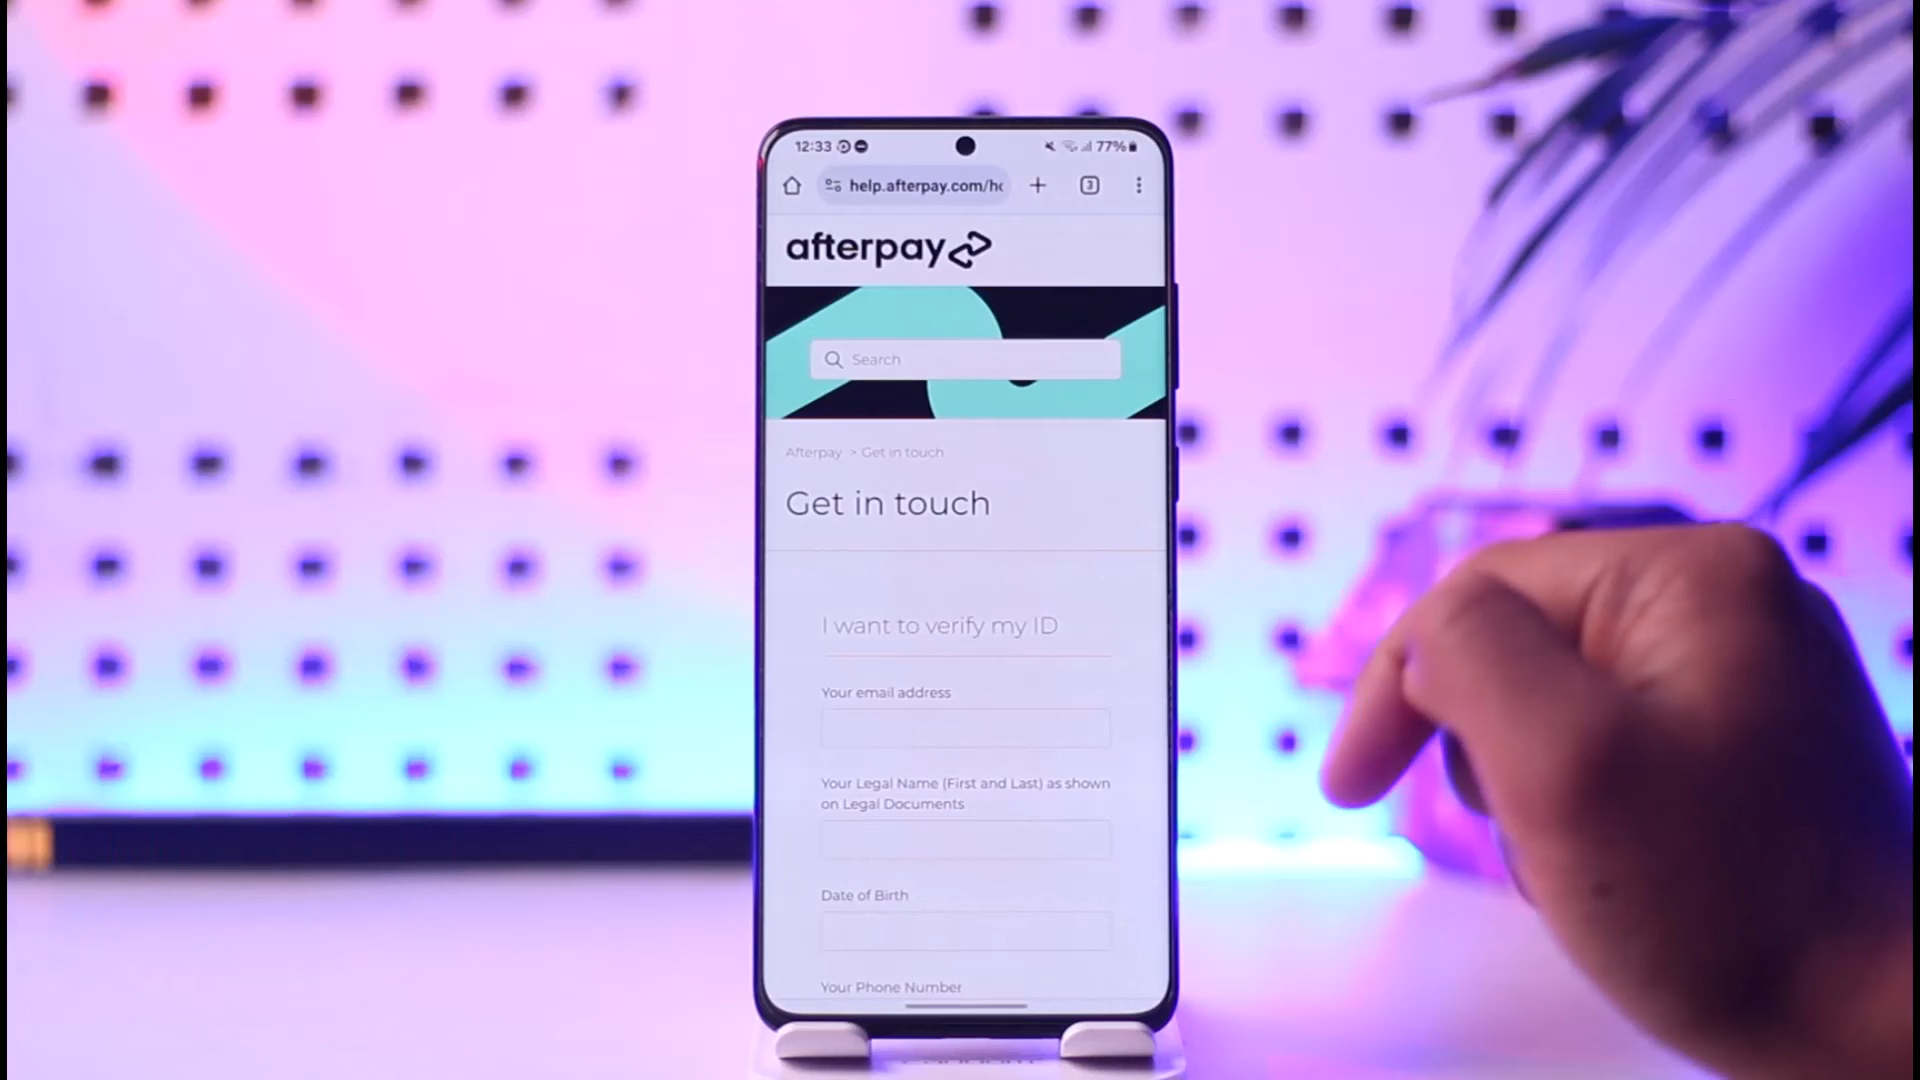 12:33 77%
help.afterpay.com/hc 3
afterpay
Search
Afterpay > Get in touch
Get in touch
I want to verify my ID
Your email address
Your Legal Name (First and Last) as shown
on Legal Documents
Date of Birth
Your Phone Number